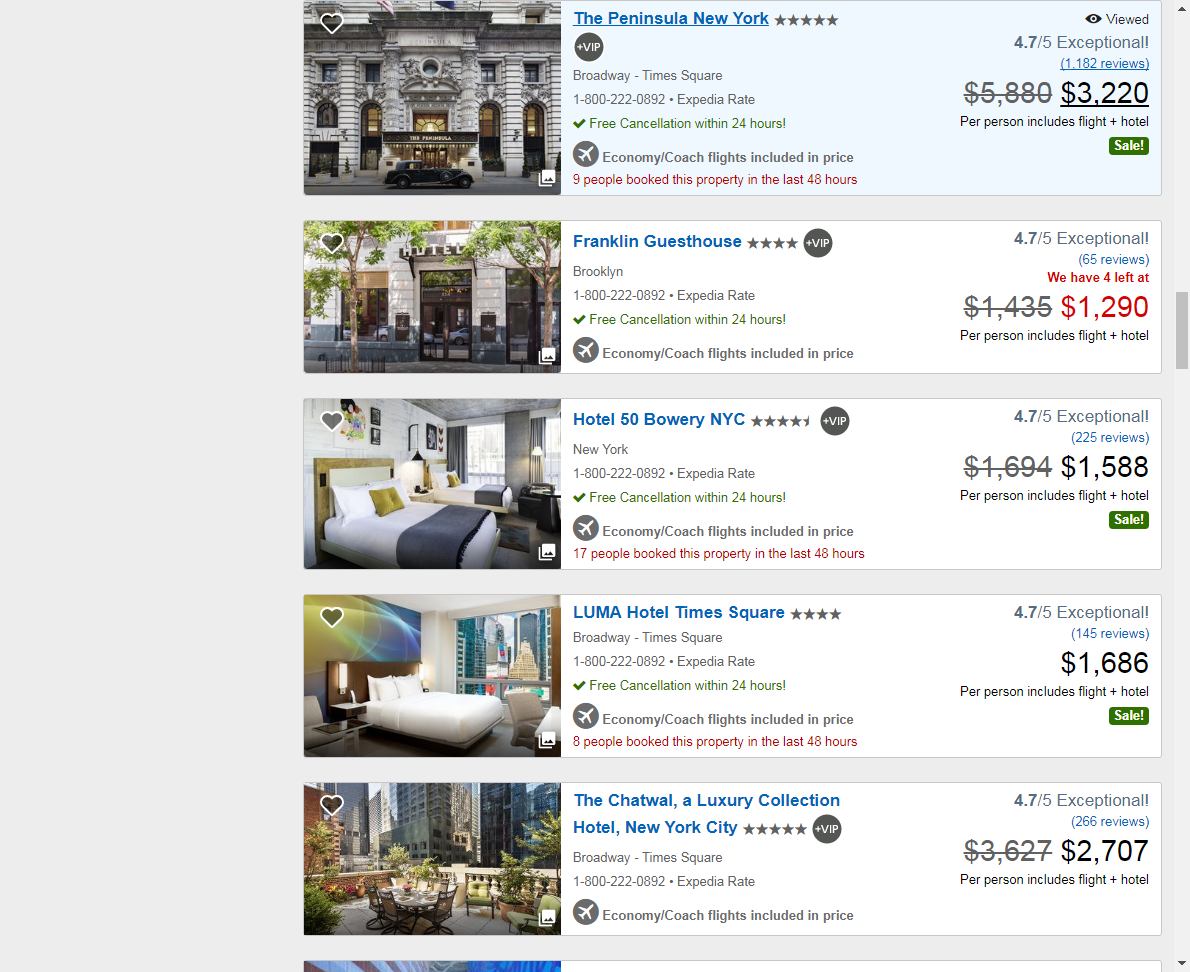 The Peninsula New York
+VIP
Broadway - Times Square
1-800-222-0892 • Expedia Rate
Free Cancellation within 24 hours!
Economy/Coach flights included in price
9 people booked this property in the last 48 hours
Viewed
4.7/5 Exceptional!
(1,182 reviews)
$5,880 $3,220
Per person includes flight + hotel
Sale!
THE PENINSULA
HOTEL
Franklin Guesthouse +VIP
Brooklyn
1-800-222-0892 • Expedia Rate
Free Cancellation within 24 hours!
Economy/Coach flights included in price
4.7/5 Exceptional!
(65 reviews)
We have 4 left at
$1,435 $1,290
Per person includes flight + hotel
Hotel 50 Bowery NYC +VIP
New York
1-800-222-0892 • Expedia Rate
Free Cancellation within 24 hours!
Economy/Coach flights included in price
17 people booked this property in the last 48 hours
4.7/5 Exceptional!
(225 reviews)
$1,694 $1,588
Per person includes flight + hotel
Sale!
LUMA Hotel Times Square
Broadway - Times Square
1-800-222-0892 • Expedia Rate
Free Cancellation within 24 hours!
Economy/Coach flights included in price
8 people booked this property in the last 48 hours
4.7/5 Exceptional!
(145 reviews)
$1,686
Per person includes flight + hotel
Sale!
The Chatwal, a Luxury Collection
Hotel, New York City +VIP
Broadway - Times Square
1-800-222-0892 • Expedia Rate
Economy/Coach flights included in price
4.7/5 Exceptional!
(266 reviews)
$3,627 $2,707
Per person includes flight + hotel